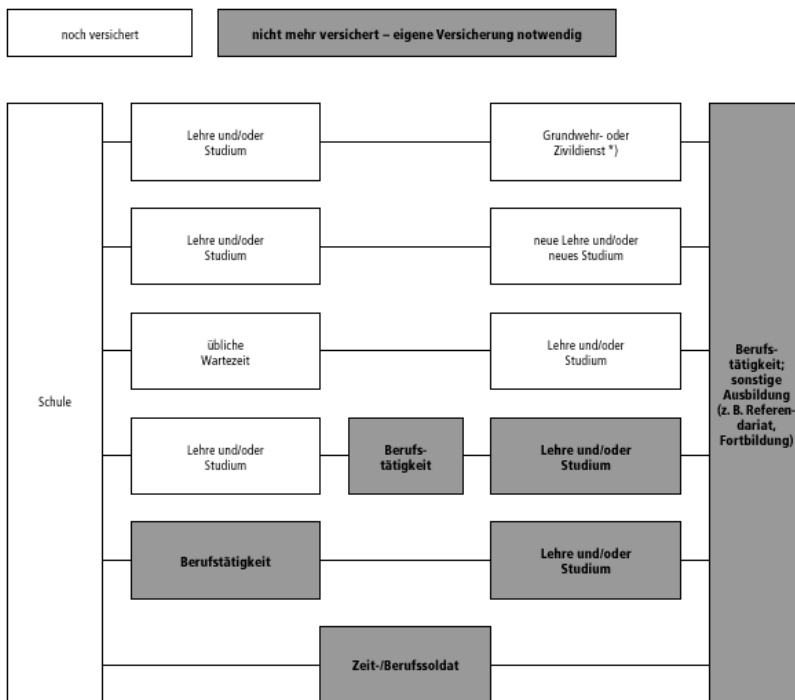 noch versichert
nicht mehr versichert – eigene Versicherung notwendig
Schule
Lehre und/oder
Studium
Grundwehr- oder
Zivildienst *)
Lehre und/oder
Studium
neue Lehre und/oder
neues Studium
übliche
Wartezeit
Lehre und/oder
Studium
Lehre und/oder
Studium
Berufs-
tätigkeit
Lehre und/oder
Studium
Berufstätigkeit
Lehre und/oder
Studium
Zeit-/Berufssoldat
Berufs-
tätigkeit;
sonstige
Ausbildung
(z. B. Referen-
dariat,
Fortbildung)